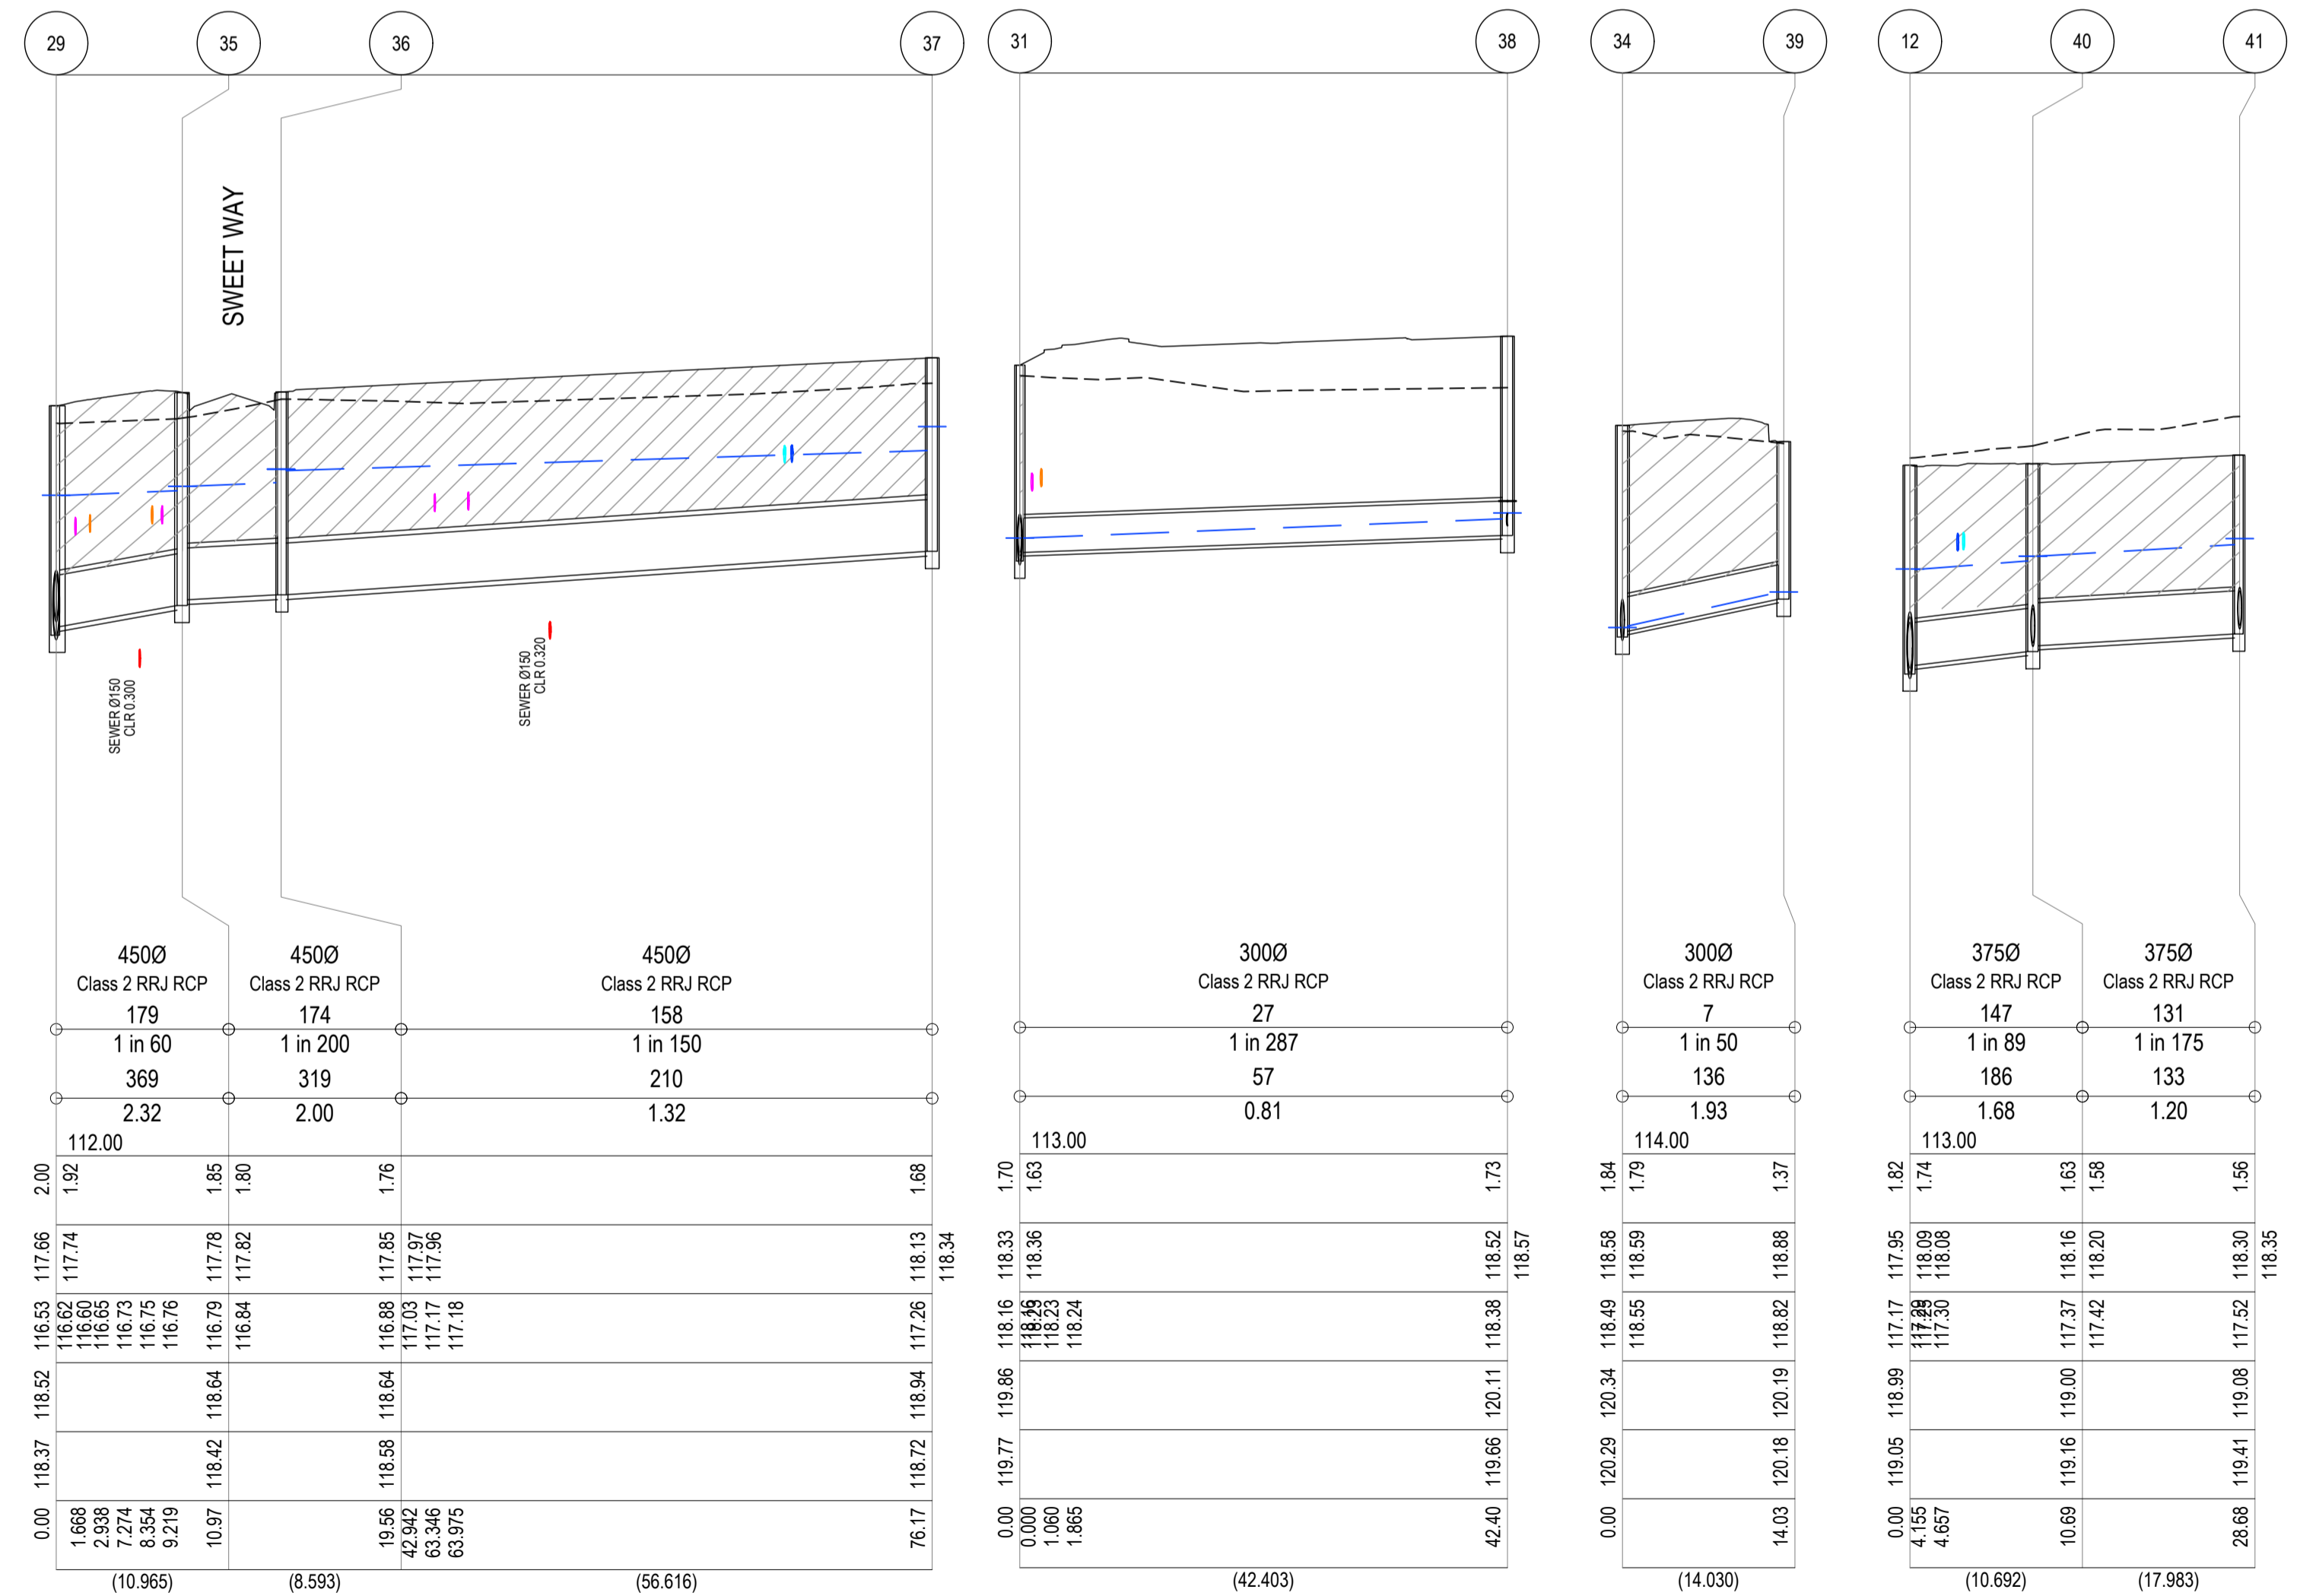 29 35 36 37 31 38 34 39 12 40 41
SWEET WAY
SEWER Ø150
CLR 0.300
SEWER Ø150
CLR 0.320
450Ø 450Ø 450Ø 300Ø 300Ø 375Ø 375Ø
Class 2 RRJ RCP Class 2 RRJ RCP Class 2 RRJ RCP Class 2 RRJ RCP Class 2 RRJ RCP Class 2 RRJ RCP Class 2 RRJ RCP
179 174 158 27 7 147 131
1 in 60 1 in 200 1 in 150 1 in 287 1 in 50 1 in 89 1 in 175
369 319 210 57 136 186 133
2.32 2.00 1.32 0.81 1.93 1.68 1.20
112.00 113.00 114.00 113.00
2.00 1.92 1.85 1.80 1.76 1.68 1.70 1.63 1.73 1.84 1.79 1.37 1.82 1.74 1.63 1.58 1.56
117.66 117.74 117.78 117.82 117.85 117.97 117.96 118.13 118.34 118.33 118.36 118.52 118.57 118.58 118.59 118.88 117.95 118.09 118.08 118.16 118.20 118.30 118.35
116.53 116.62 116.60 116.65 116.73 116.75 116.76 116.79 116.84 116.88 117.03 117.17 117.18 117.26 118.16 118.23 118.24 118.38 118.49 118.55 118.82 117.17 117.30 117.37 117.42 117.52
118.52 118.64 118.64 118.94 119.86 120.11 120.34 120.19 118.99 119.00 119.08
118.37 118.42 118.58 118.72 119.77 119.66 120.29 120.18 119.05 119.16 119.41
0.00 1.668 2.938 7.274 8.354 9.219 10.97 19.56 42.942 63.346 63.975 76.17 0.00 0.000 1.060 1.865 42.40 0.00 14.03 0.00 4.155 4.657 10.69 28.68
(10.965) (8.593) (56.616) (42.403) (14.030) (10.692) (17.983)